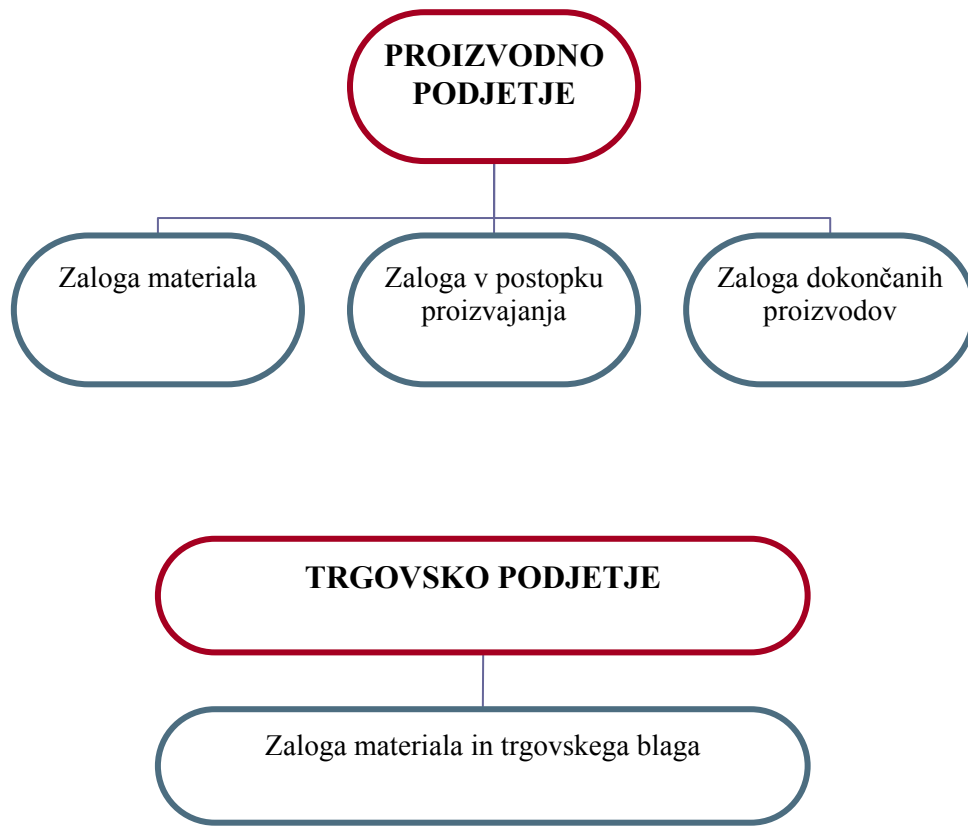 PROIZVODNO
PODJETJE
Zaloga materiala
Zaloga v postopku
proizvajanja
Zaloga dokončanih
proizvodov
TRGOVSKO PODJETJE
Zaloga materiala in trgovskega blaga